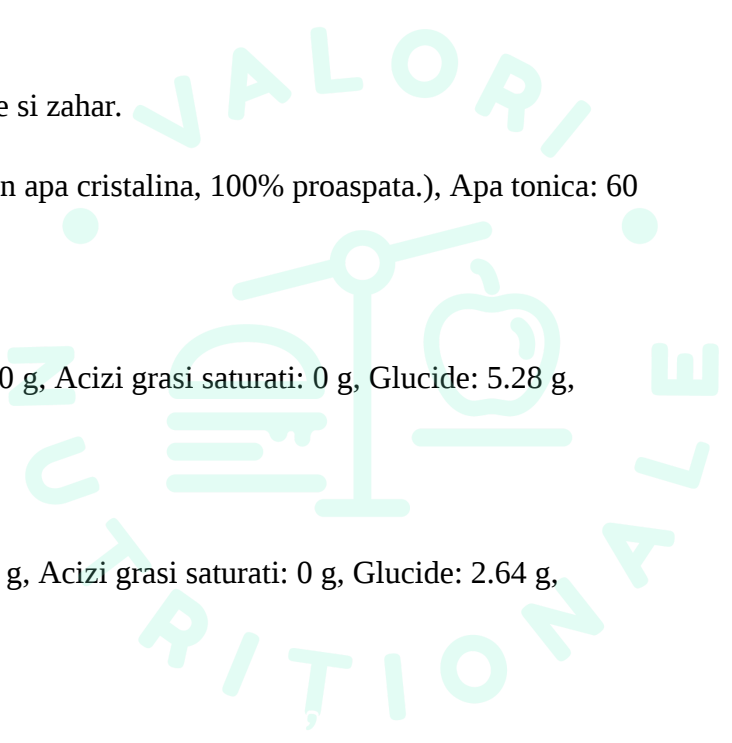 VALORI
e si zahar.
n apa cristalina, 100% proaspata.), Apa tonica: 60
0 g, Acizi grasi saturati: 0 g, Glucide: 5.28 g,
g, Acizi grasi saturati: 0 g, Glucide: 2.64 g,
NUTRITIONALE